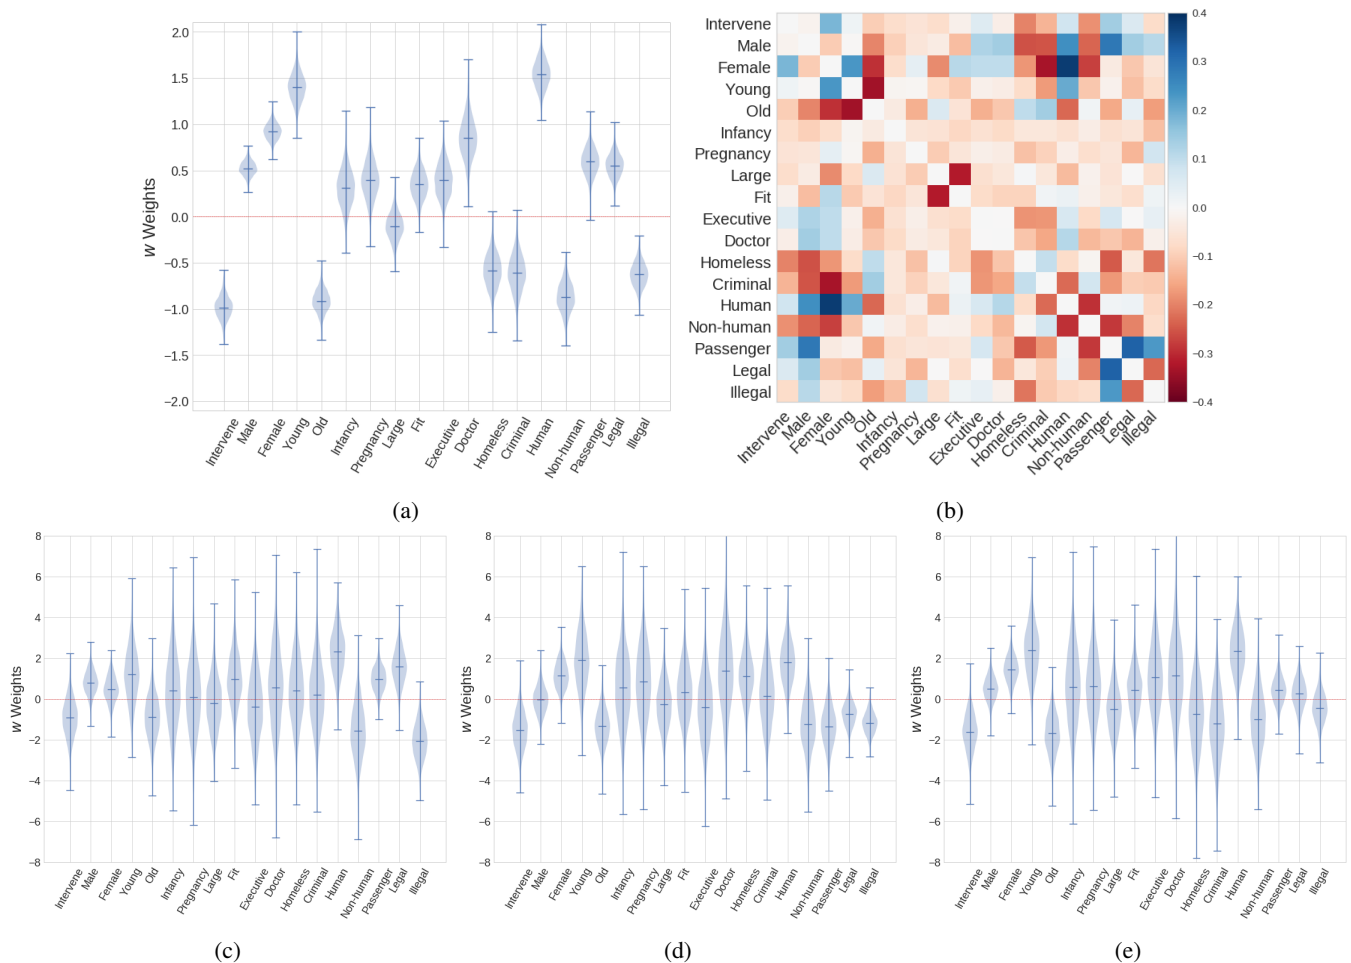 2.0
1.5
1.0
0.5
0.0
−0.5
−1.0
−1.5
−2.0
w Weights
Intervene
Male
Female
Young
Old
Infancy
Pregnancy
Large
Fit
Executive
Doctor
Homeless
Criminal
Human
Non-human
Passenger
Legal
Illegal
(a)
Intervene
Male
Female
Young
Old
Infancy
Pregnancy
Large
Fit
Executive
Doctor
Homeless
Criminal
Human
Non-human
Passenger
Legal
Illegal
Intervene
Male
Female
Young
Old
Infancy
Pregnancy
Large
Fit
Executive
Doctor
Homeless
Criminal
Human
Non-human
Passenger
Legal
Illegal
0.4
0.3
0.2
0.1
0.0
−0.1
−0.2
−0.3
−0.4
(b)
8
6
4
2
0
−2
−4
−6
−8
w Weights
Intervene
Male
Female
Young
Old
Infancy
Pregnancy
Large
Fit
Executive
Doctor
Homeless
Criminal
Human
Non-human
Passenger
Legal
Illegal
(c)
8
6
4
2
0
−2
−4
−6
−8
w Weights
Intervene
Male
Female
Young
Old
Infancy
Pregnancy
Large
Fit
Executive
Doctor
Homeless
Criminal
Human
Non-human
Passenger
Legal
Illegal
(d)
8
6
4
2
0
−2
−4
−6
−8
w Weights
Intervene
Male
Female
Young
Old
Infancy
Pregnancy
Large
Fit
Executive
Doctor
Homeless
Criminal
Human
Non-human
Passenger
Legal
Illegal
(e)